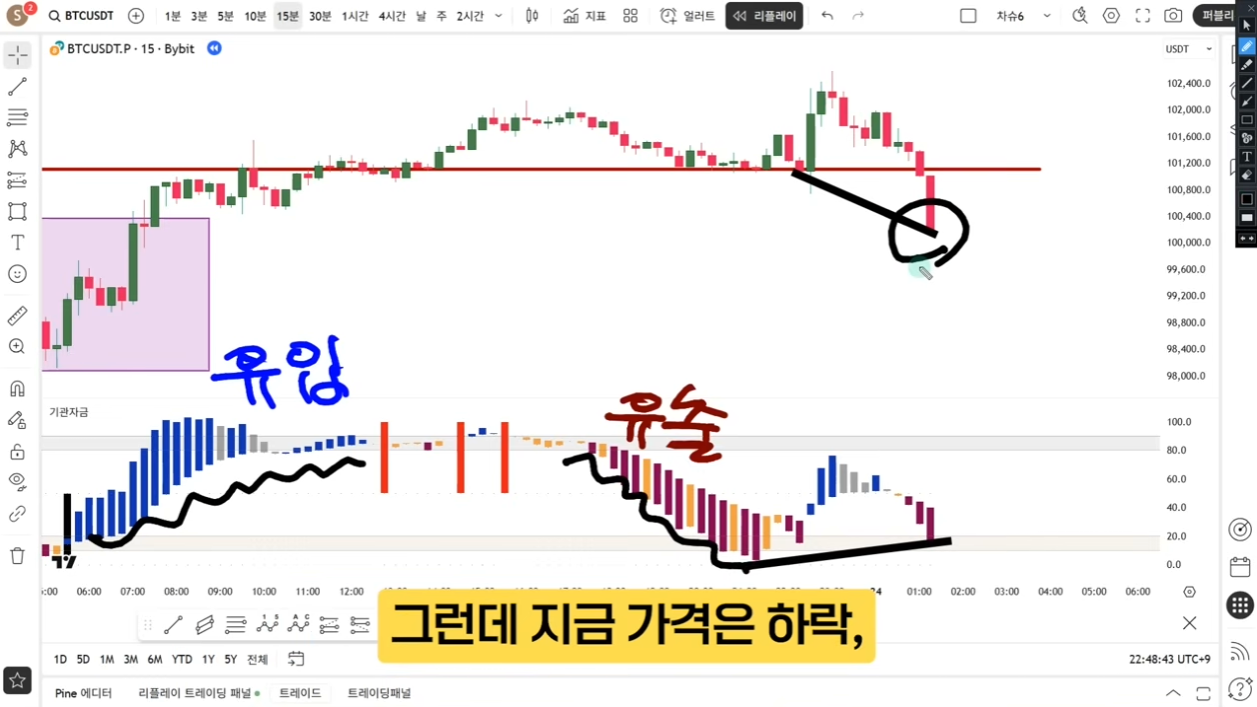 S 2 BTCUSDT 1분 3분 5분 10분 15분 30분 1시간 4시간 날 주 2시간 지표 얼러트 리플레이 차슈6 퍼블리
BTCUSDT.P · 15 · Bybit
USDT
102,400.0
102,000.0
101,600.0
101,200.0
100,800.0
100,400.0
100,000.0
99,600.0
99,200.0
98,800.0
98,400.0
98,000.0
유입
유출
기관자금
100.0
80.0
60.0
40.0
20.0
0.0
06:00 07:00 08:00 09:00 10:00 11:00 12:00 01:00 02:00 03:00 04:00 05:00 06:00
그런데 지금 가격은 하락,
1D 5D 1M 3M 6M YTD 1Y 5Y 전체
22:48:43 UTC+9
Pine 에디터 리플레이 트레이딩 패널 트레이드 트레이딩패널